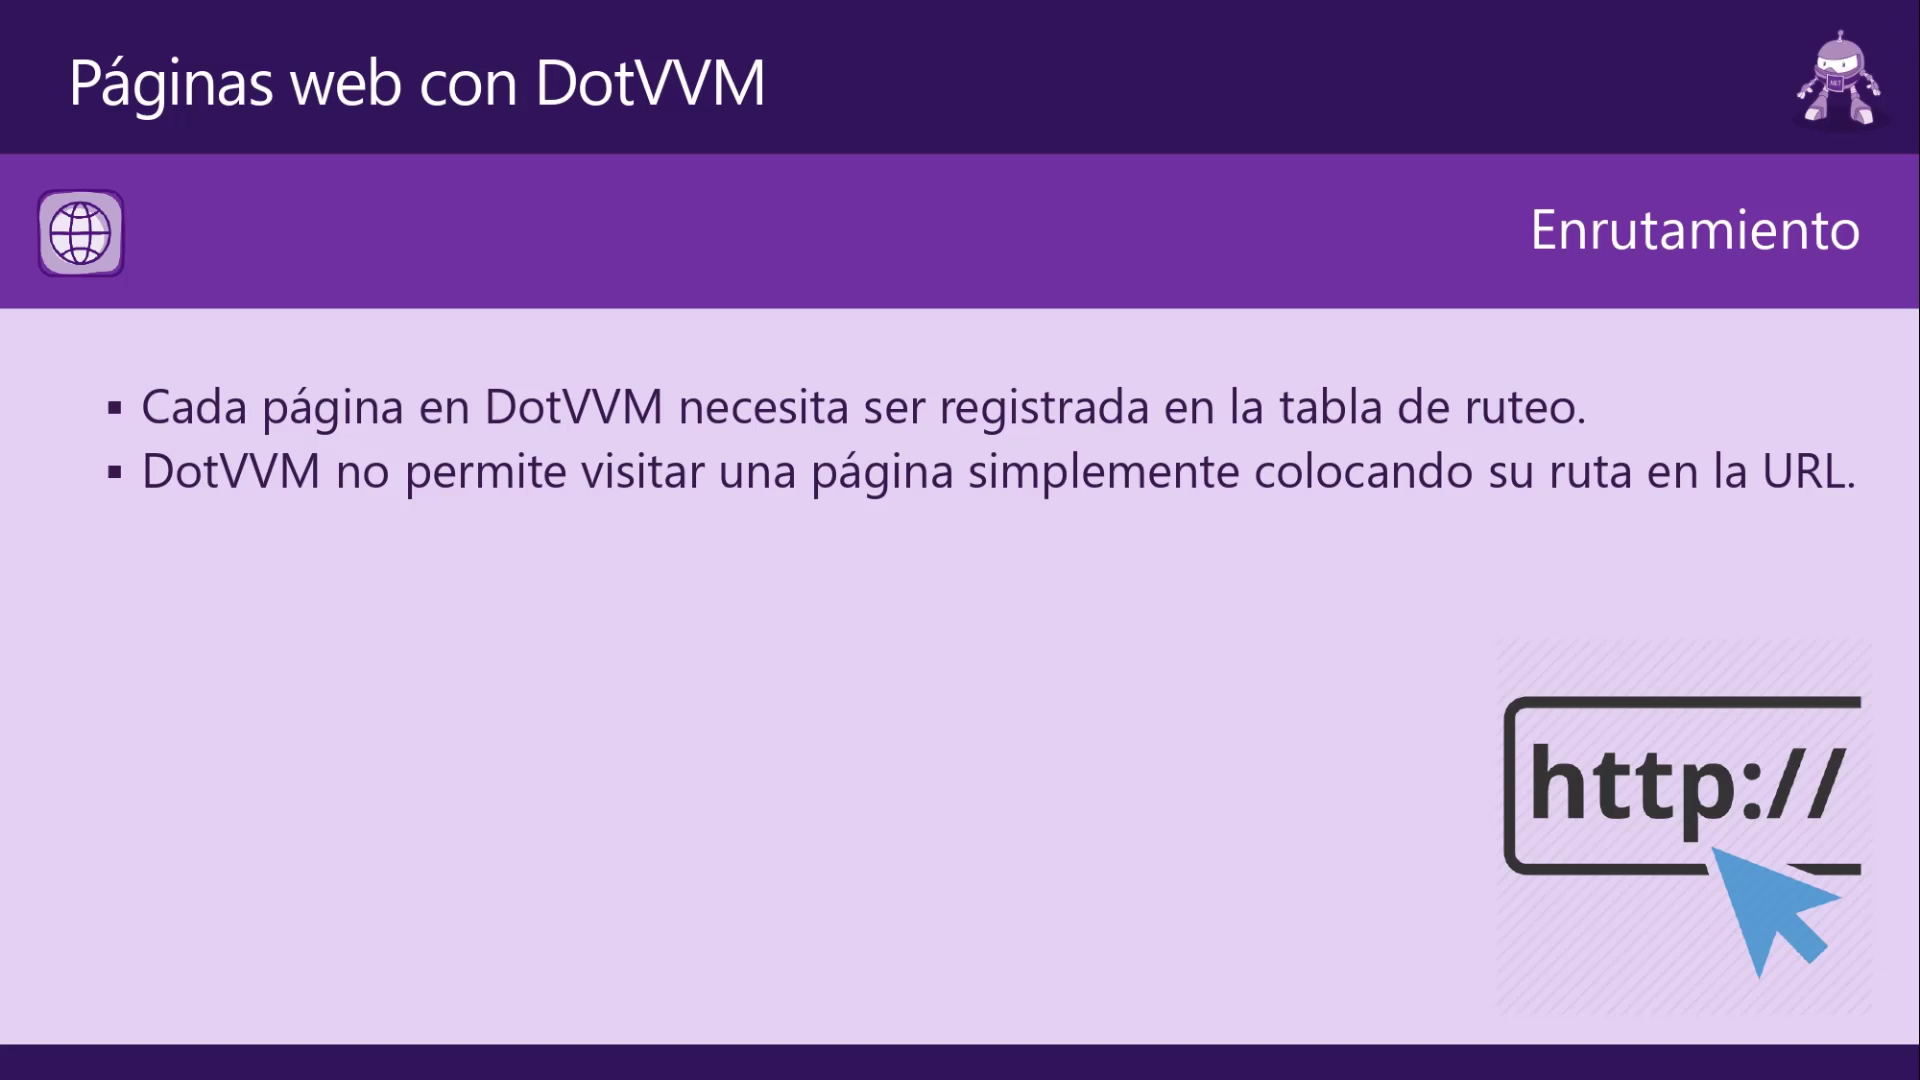 Páginas web con DotVVM
Enrutamiento
▪ Cada página en DotVVM necesita ser registrada en la tabla de ruteo.
▪ DotVVM no permite visitar una página simplemente colocando su ruta en la URL.
http://